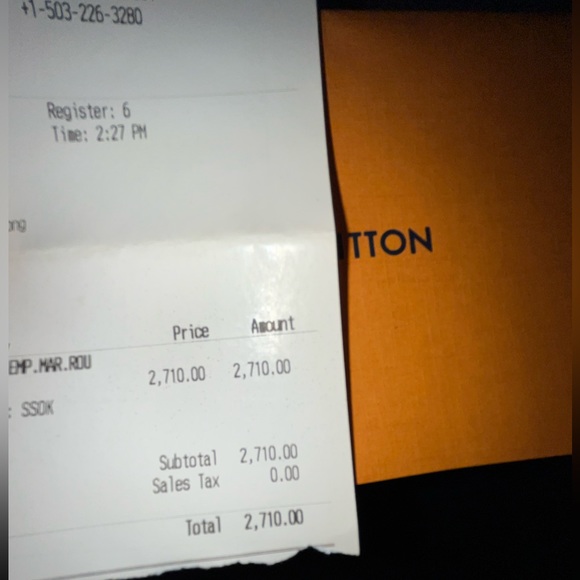 +1-503-226-3280
Register: 6
Time: 2:27 PM
ong
Price Amount
EMP.MAR.ROU
2,710.00 2,710.00
: SSOK
Subtotal 2,710.00
Sales Tax 0.00
Total 2,710.00
ITTON